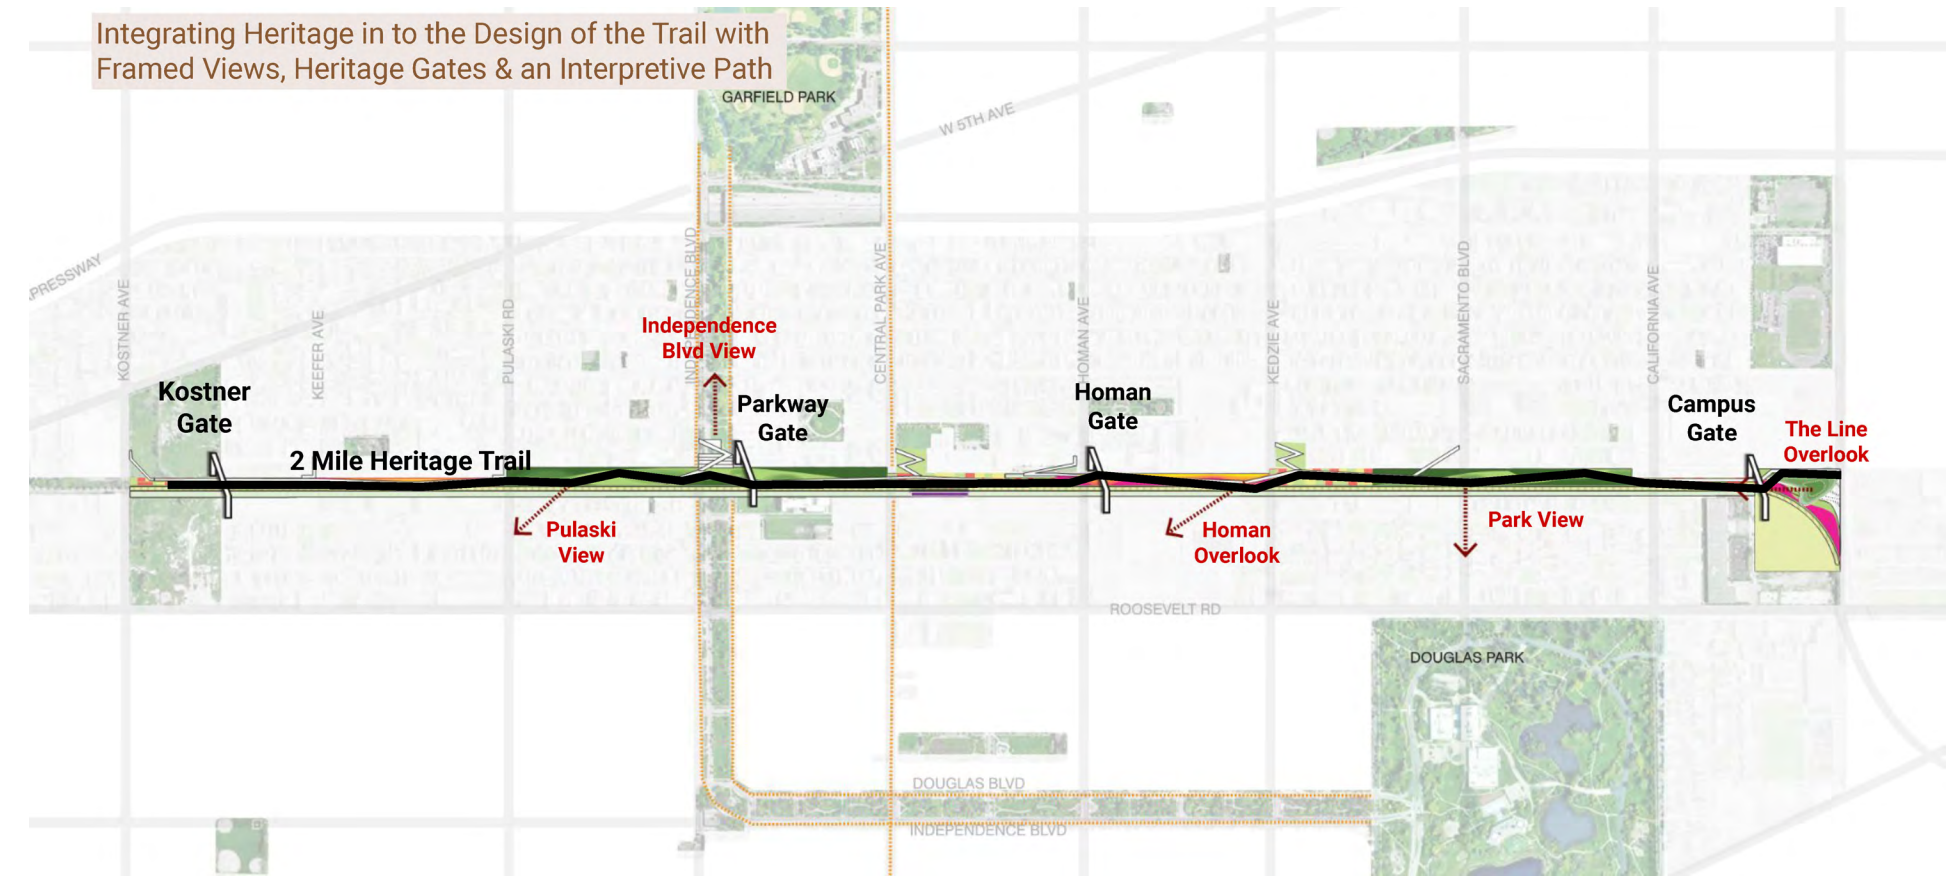 Integrating Heritage in to the Design of the Trail with
Framed Views, Heritage Gates & an Interpretive Path
GARFIELD PARK
W 5TH AVE
PRESSWAY
KOSTNER AVE
KEEFER AVE
PULASKI RD
INDEPENDENCE BLVD
CENTRAL PARK AVE
HOMAN AVE
KEDZIE AVE
SACRAMENTO BLVD
CALIFORNIA AVE
Independence
Blvd View
Kostner
Gate
Parkway
Gate
Homan
Gate
Campus
Gate
The Line
Overlook
2 Mile Heritage Trail
Pulaski
View
Homan
Overlook
Park View
ROOSEVELT RD
DOUGLAS PARK
DOUGLAS BLVD
INDEPENDENCE BLVD